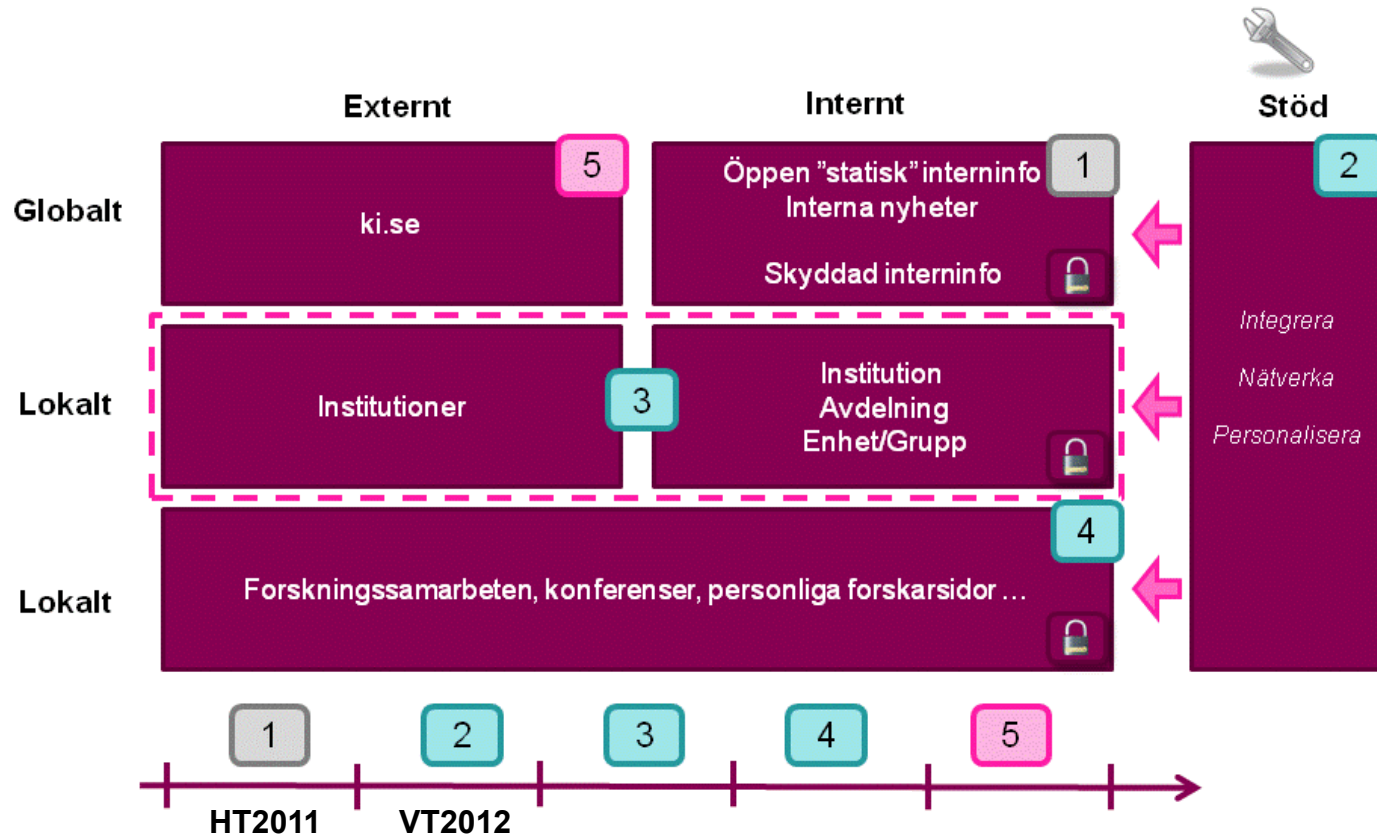 Externt
Internt
Stöd
Globalt
ki.se
5
Öppen ”statisk” interninfo
Interna nyheter
Skyddad interninfo
1
2
Integrera
Nätverka
Personalisera
Lokalt
Institutioner
3
Institution
Avdelning
Enhet/Grupp
Lokalt
4
Forskningssamarbeten, konferenser, personliga forskarsidor …
1
2
3
4
5
HT2011
VT2012